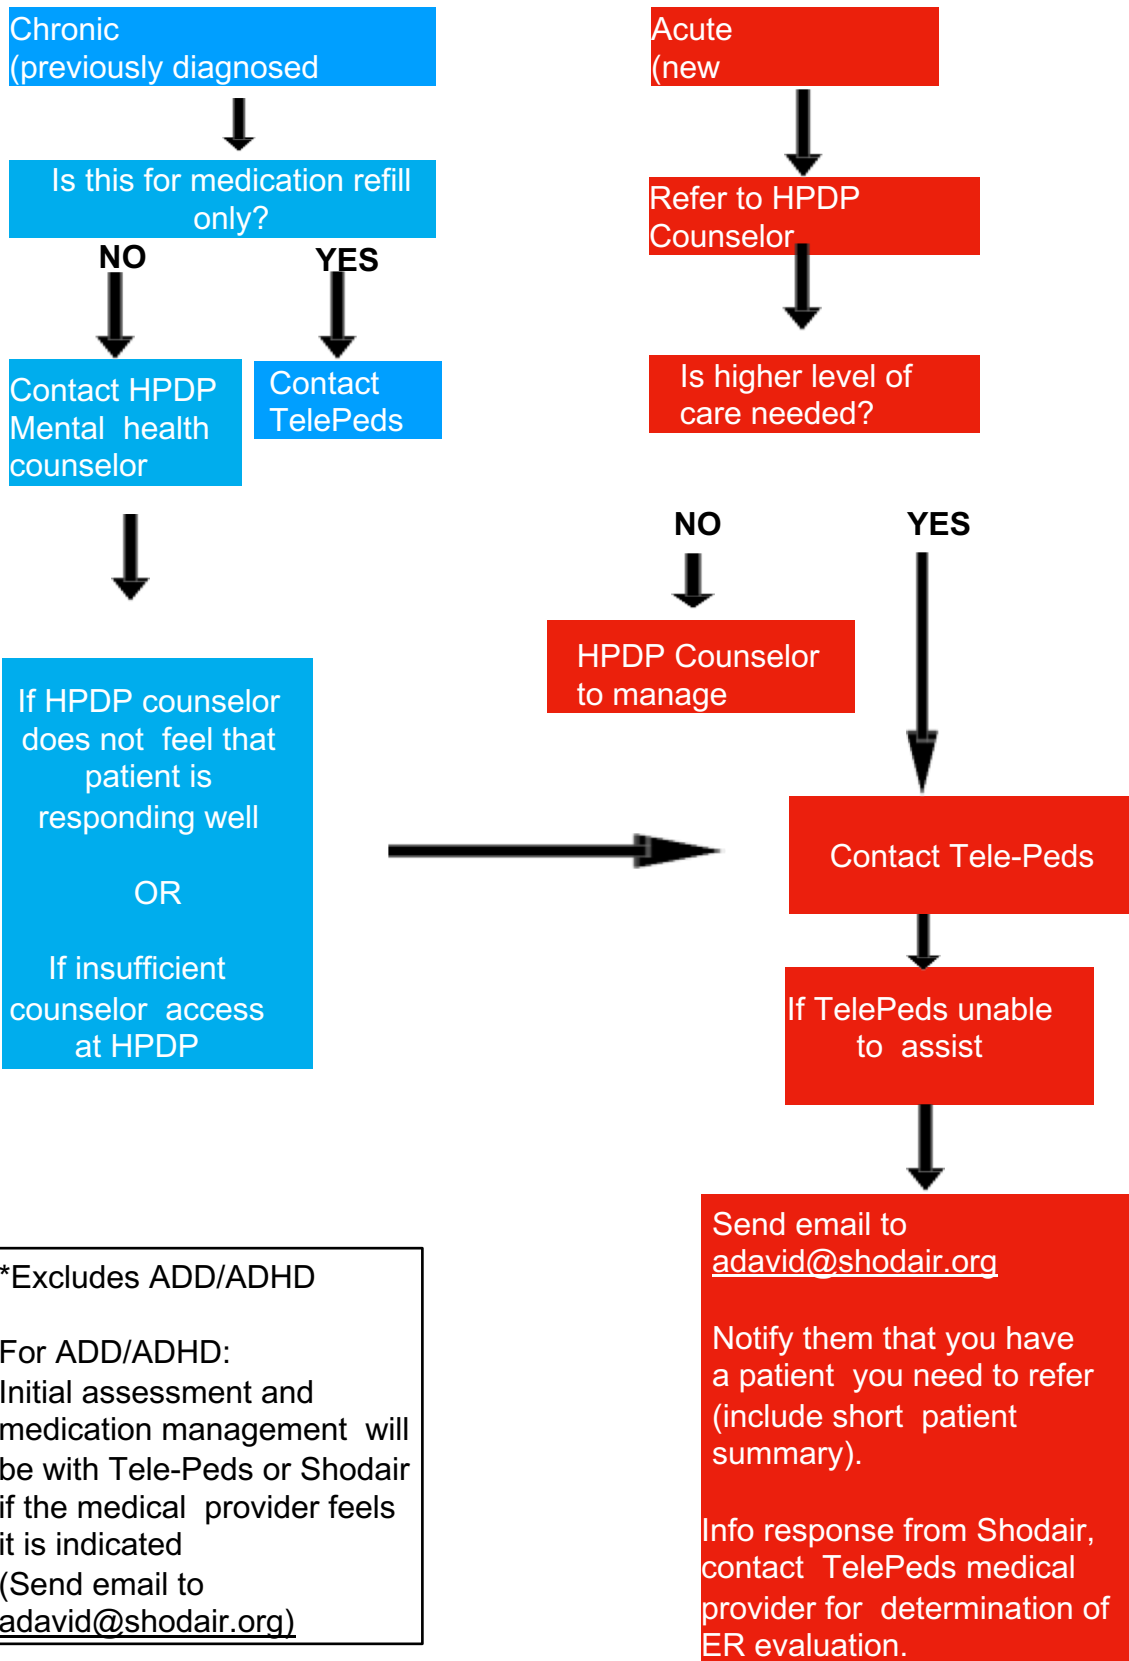 Chronic
(previously diagnosed
Is this for medication refill
only?
NO
YES
Contact HPDP
Mental health
counselor
Contact
TelePeds
If HPDP counselor
does not feel that
patient is
responding well
OR
If insufficient
counselor access
at HPDP
Acute
(new
Refer to HPDP
Counselor
Is higher level of
care needed?
NO
YES
HPDP Counselor
to manage
Contact Tele-Peds
If TelePeds unable
to assist
Send email to
adavid@shodair.org
Notify them that you have
a patient you need to refer
(include short patient
summary).
Info response from Shodair,
contact TelePeds medical
provider for determination of
ER evaluation.
*Excludes ADD/ADHD
For ADD/ADHD:
Initial assessment and
medication management will
be with Tele-Peds or Shodair
if the medical provider feels
it is indicated
(Send email to
adavid@shodair.org)